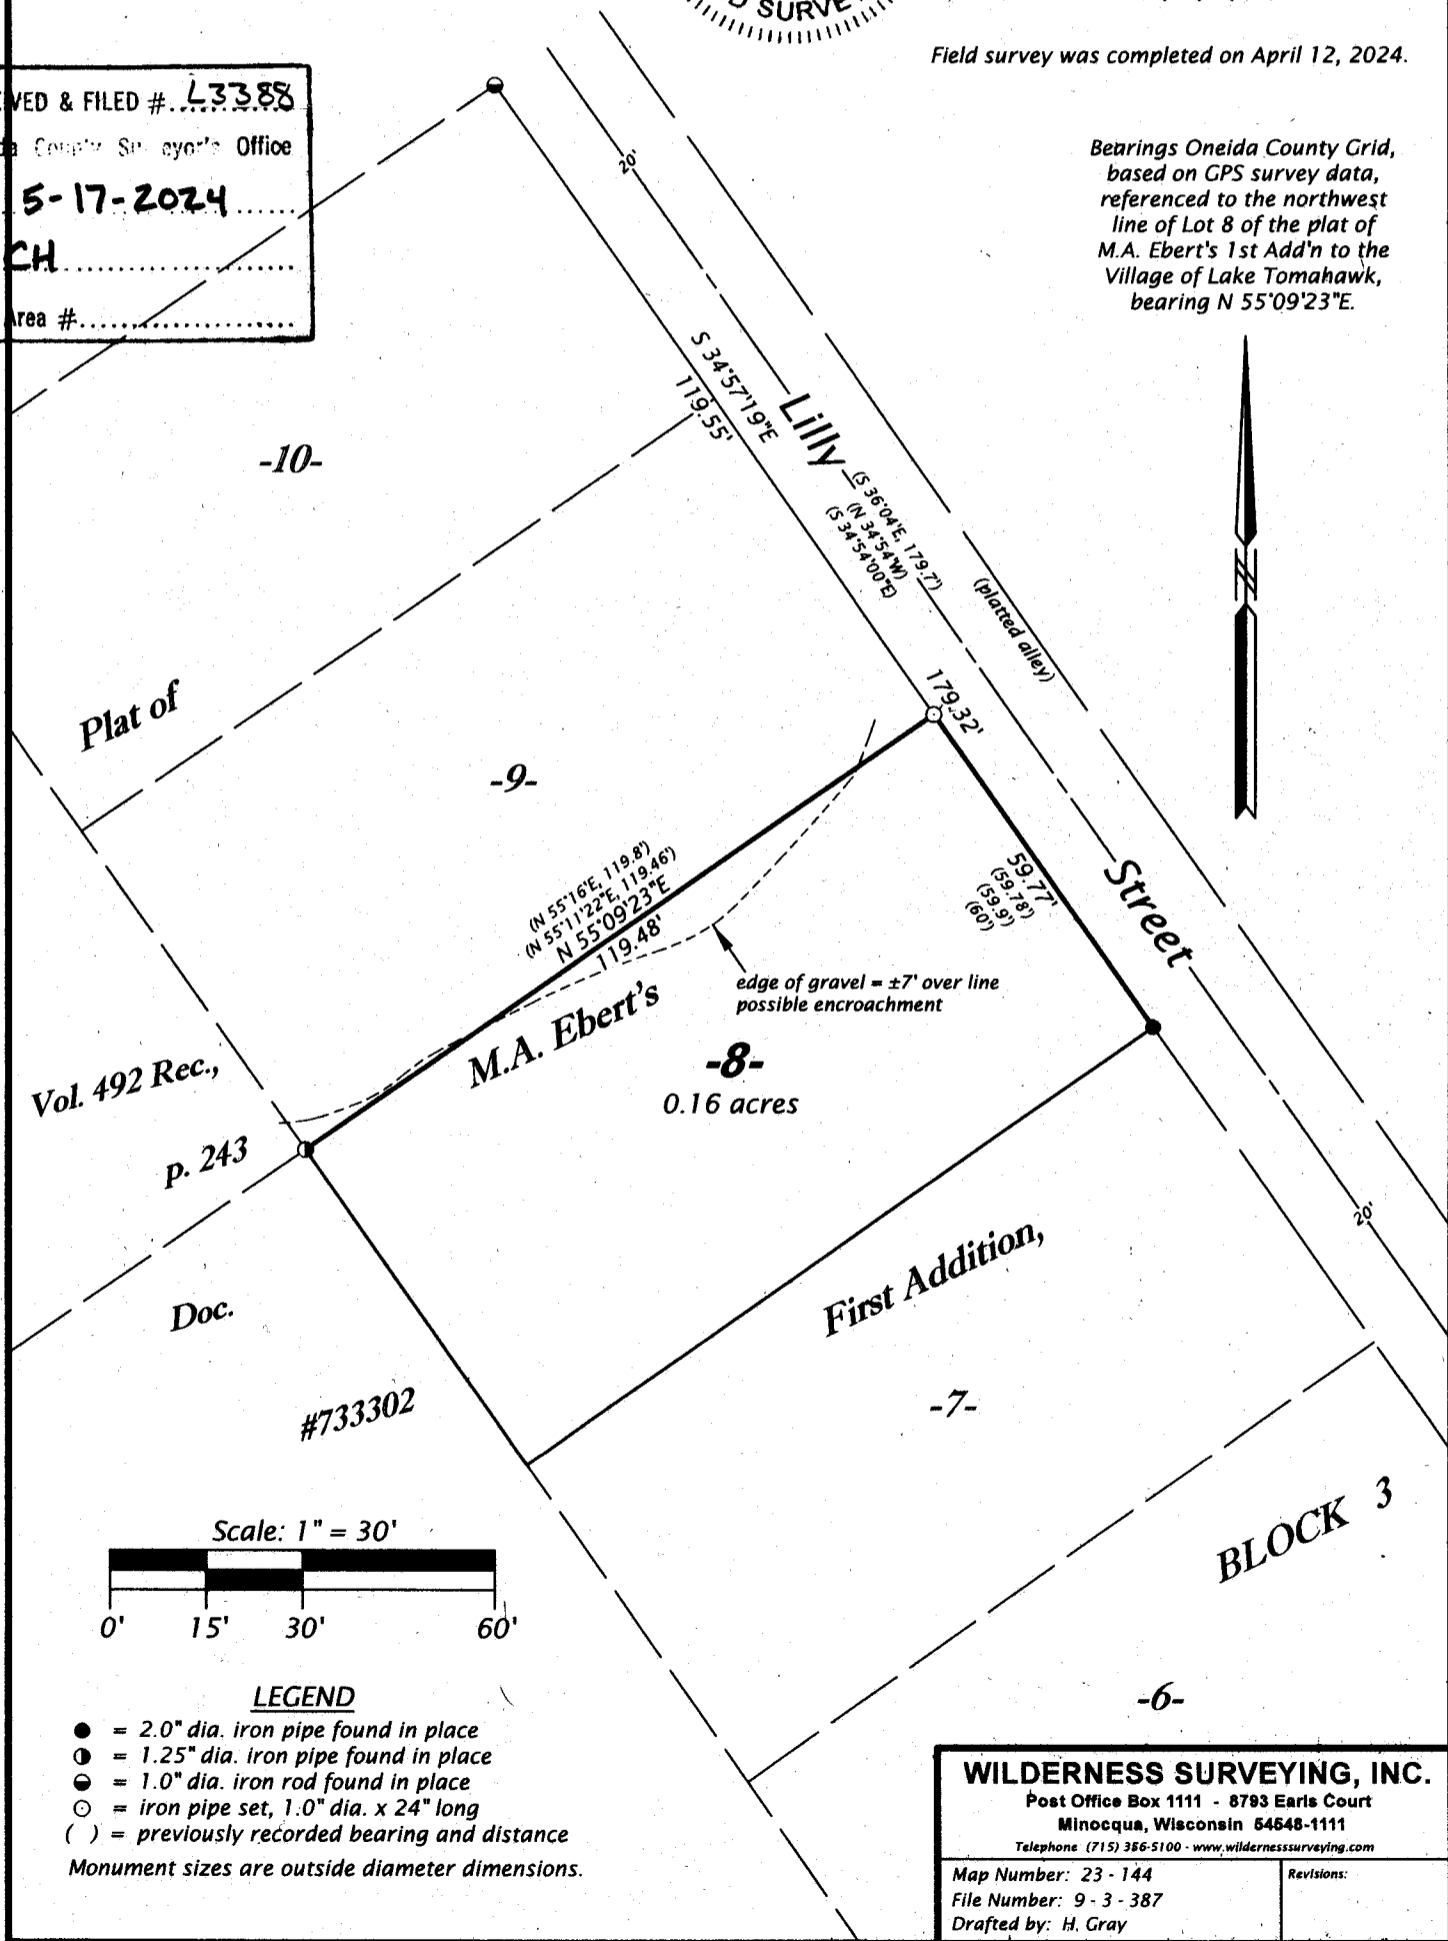 D SURVE
Field survey was completed on April 12, 2024.
VED & FILED #..L3388
Office
5-17-2024
CH
Area #
Bearings Oneida County Grid,
based on GPS survey data,
referenced to the northwest
line of Lot 8 of the plat of
M.A. Ebert's 1st Add'n to the
Village of Lake Tomahawk,
bearing N 55°09'23"E.
20'
S 34°57'19"E
119.55'
Lilly
(S 36°04'E, 179.7')
(N 34°54'W)
(S 34°54'00"E)
(platted alley)
-10-
Plat of
-9-
179.32'
(N 55°16'E, 119.8')
(N 55°11'22"E, 119.46')
N 55°09'23"E
119.48'
59.77'
(59.78')
(59.9')
(60')
Street
edge of gravel = ±7' over line
possible encroachment
M.A. Ebert's
-8-
0.16 acres
Vol. 492 Rec.,
p. 243
20'
First Addition,
Doc.
#733302
-7-
BLOCK 3
Scale: 1" = 30'
0' 15' 30' 60'
-6-
LEGEND
= 2.0" dia. iron pipe found in place
= 1.25" dia. iron pipe found in place
= 1.0" dia. iron rod found in place
= iron pipe set, 1.0" dia. x 24" long
( ) = previously recorded bearing and distance
Monument sizes are outside diameter dimensions.
WILDERNESS SURVEYING, INC.
Post Office Box 1111 - 8793 Earls Court
Minocqua, Wisconsin 54548-1111
Telephone (715) 356-5100 - www.wildernesssurveying.com
Map Number: 23 - 144
File Number: 9 - 3 - 387
Drafted by: H. Gray
Revisions: